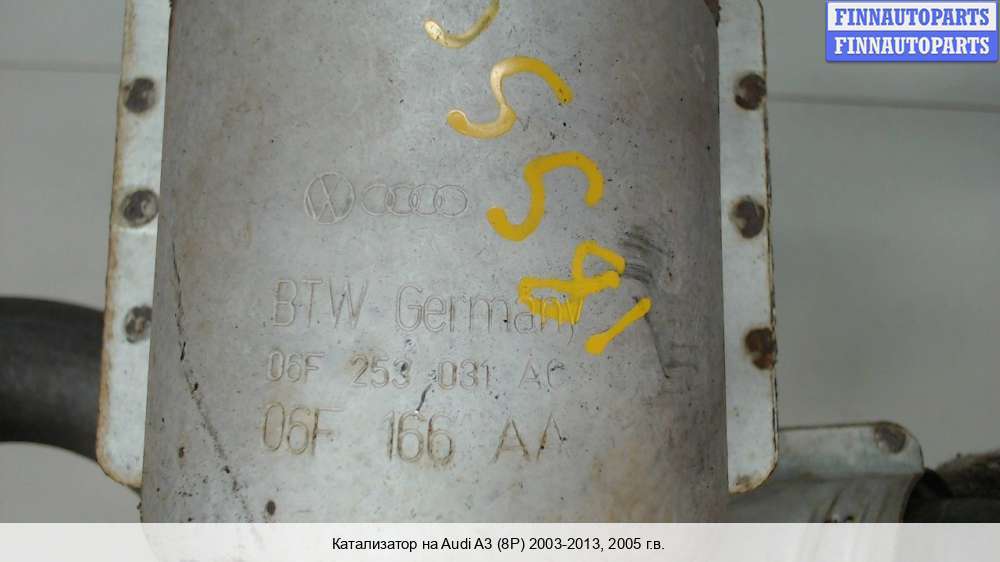 FINNAUTOPARTS
FINNAUTOPARTS
BTW Germany
06F 253 031 AC
06F 166 AA
Катализатор на Audi A3 (8P) 2003-2013, 2005 г.в.